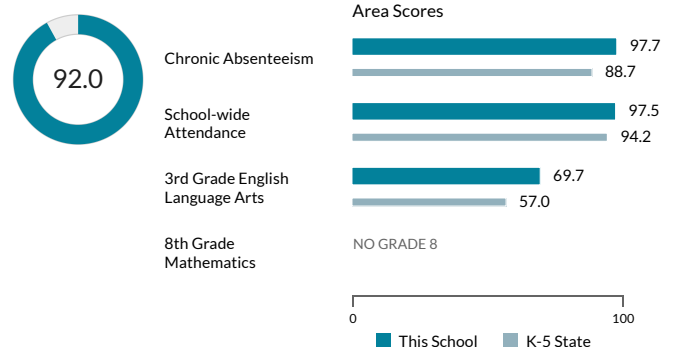 92.0
Area Scores
Chronic Absenteeism
97.7
88.7
School-wide
Attendance
97.5
94.2
3rd Grade English
Language Arts
69.7
57.0
8th Grade
Mathematics
NO GRADE 8
0
100
This School
K-5 State